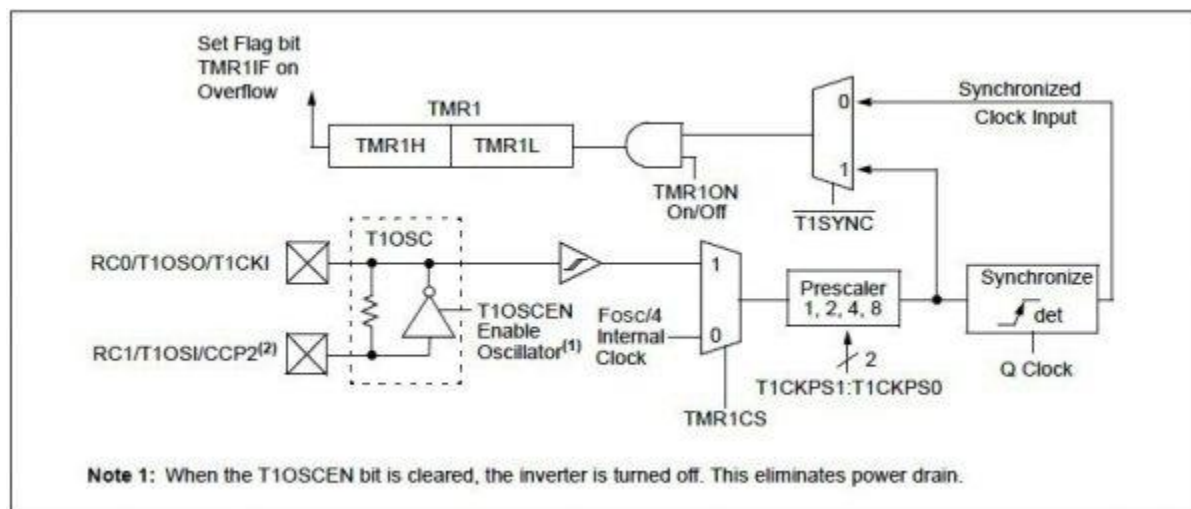 Set Flag bit
TMR1IF on
Overflow
TMR1
TMR1H
TMR1L
TMR1ON
On/Off
0
1
T1SYNC
Synchronized
Clock Input
T1OSC
RC0/T1OSO/T1CKI
RC1/T1OSI/CCP2(2)
T1OSCEN
Enable
Oscillator(1)
Fosc/4
Internal
Clock
1
0
TMR1CS
Prescaler
1, 2, 4, 8
2
T1CKPS1:T1CKPS0
Synchronize
det
Q Clock
Note 1: When the T1OSCEN bit is cleared, the inverter is turned off. This eliminates power drain.